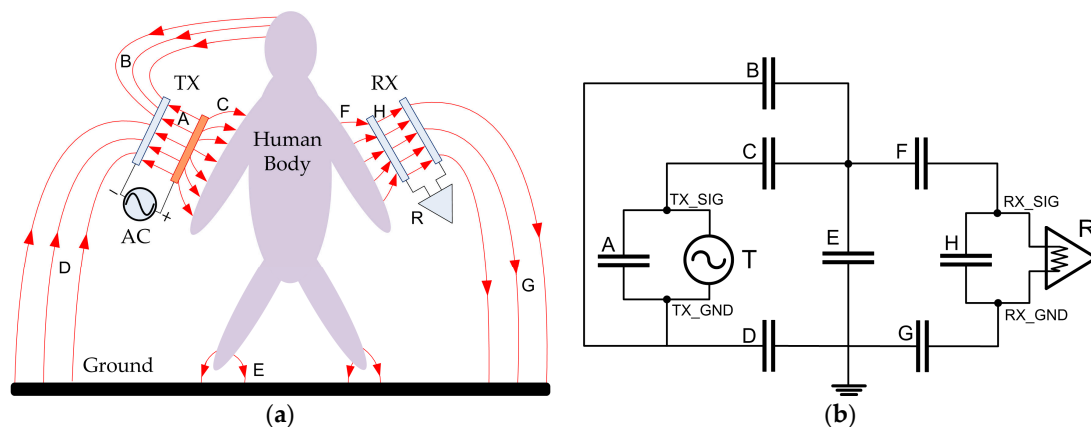 B
TX
RX
A
C
F
H
Human
Body
−
+
R
AC
D
G
Ground
E
(a)
B
C
F
TX_SIG
RX_SIG
R
A
T
E
H
TX_GND
RX_GND
D
G
(b)